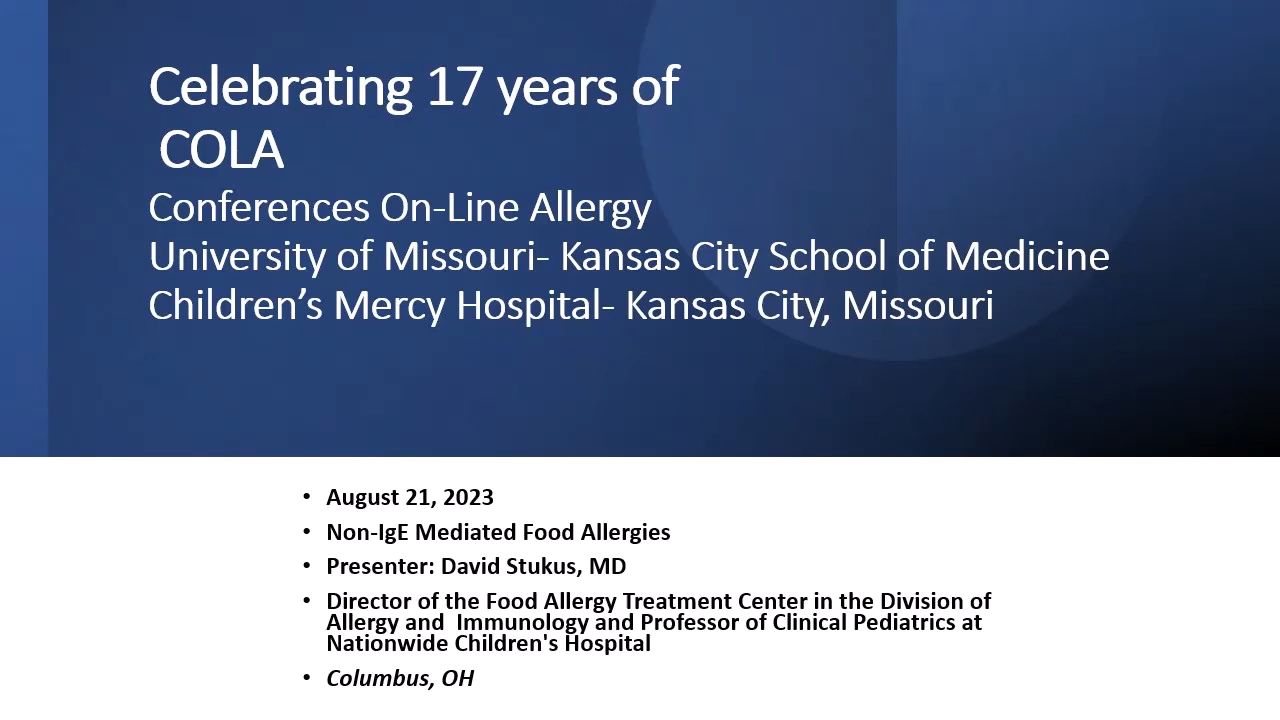 Celebrating 17 years of
COLA
Conferences On-Line Allergy
University of Missouri- Kansas City School of Medicine
Children’s Mercy Hospital- Kansas City, Missouri
• August 21, 2023
• Non-IgE Mediated Food Allergies
• Presenter: David Stukus, MD
• Director of the Food Allergy Treatment Center in the Division of
Allergy and  Immunology and Professor of Clinical Pediatrics at
Nationwide Children's Hospital
• Columbus, OH